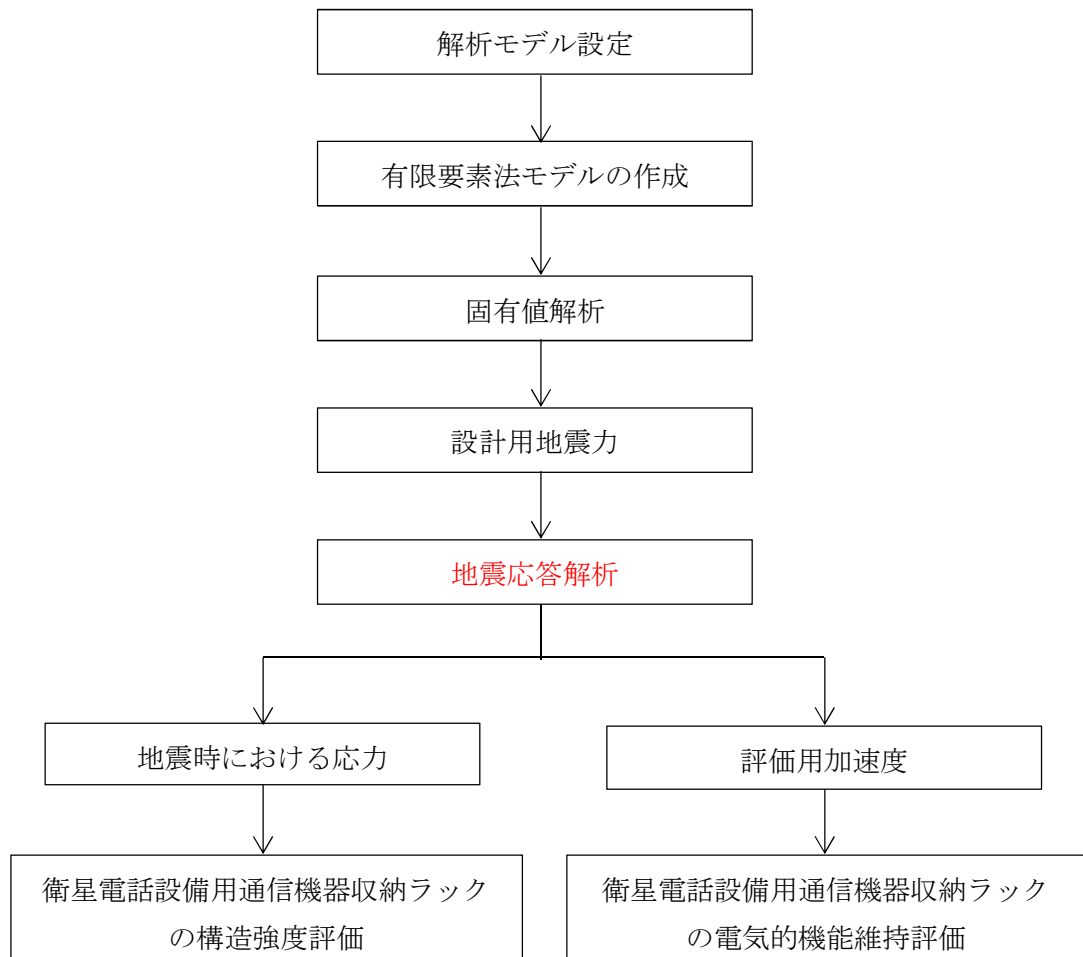 解析モデル設定
有限要素法モデルの作成
固有値解析
設計用地震力
地震応答解析
地震時における応力
評価用加速度
衛星電話設備用通信機器収納ラック
の構造強度評価
衛星電話設備用通信機器収納ラック
の電気的機能維持評価